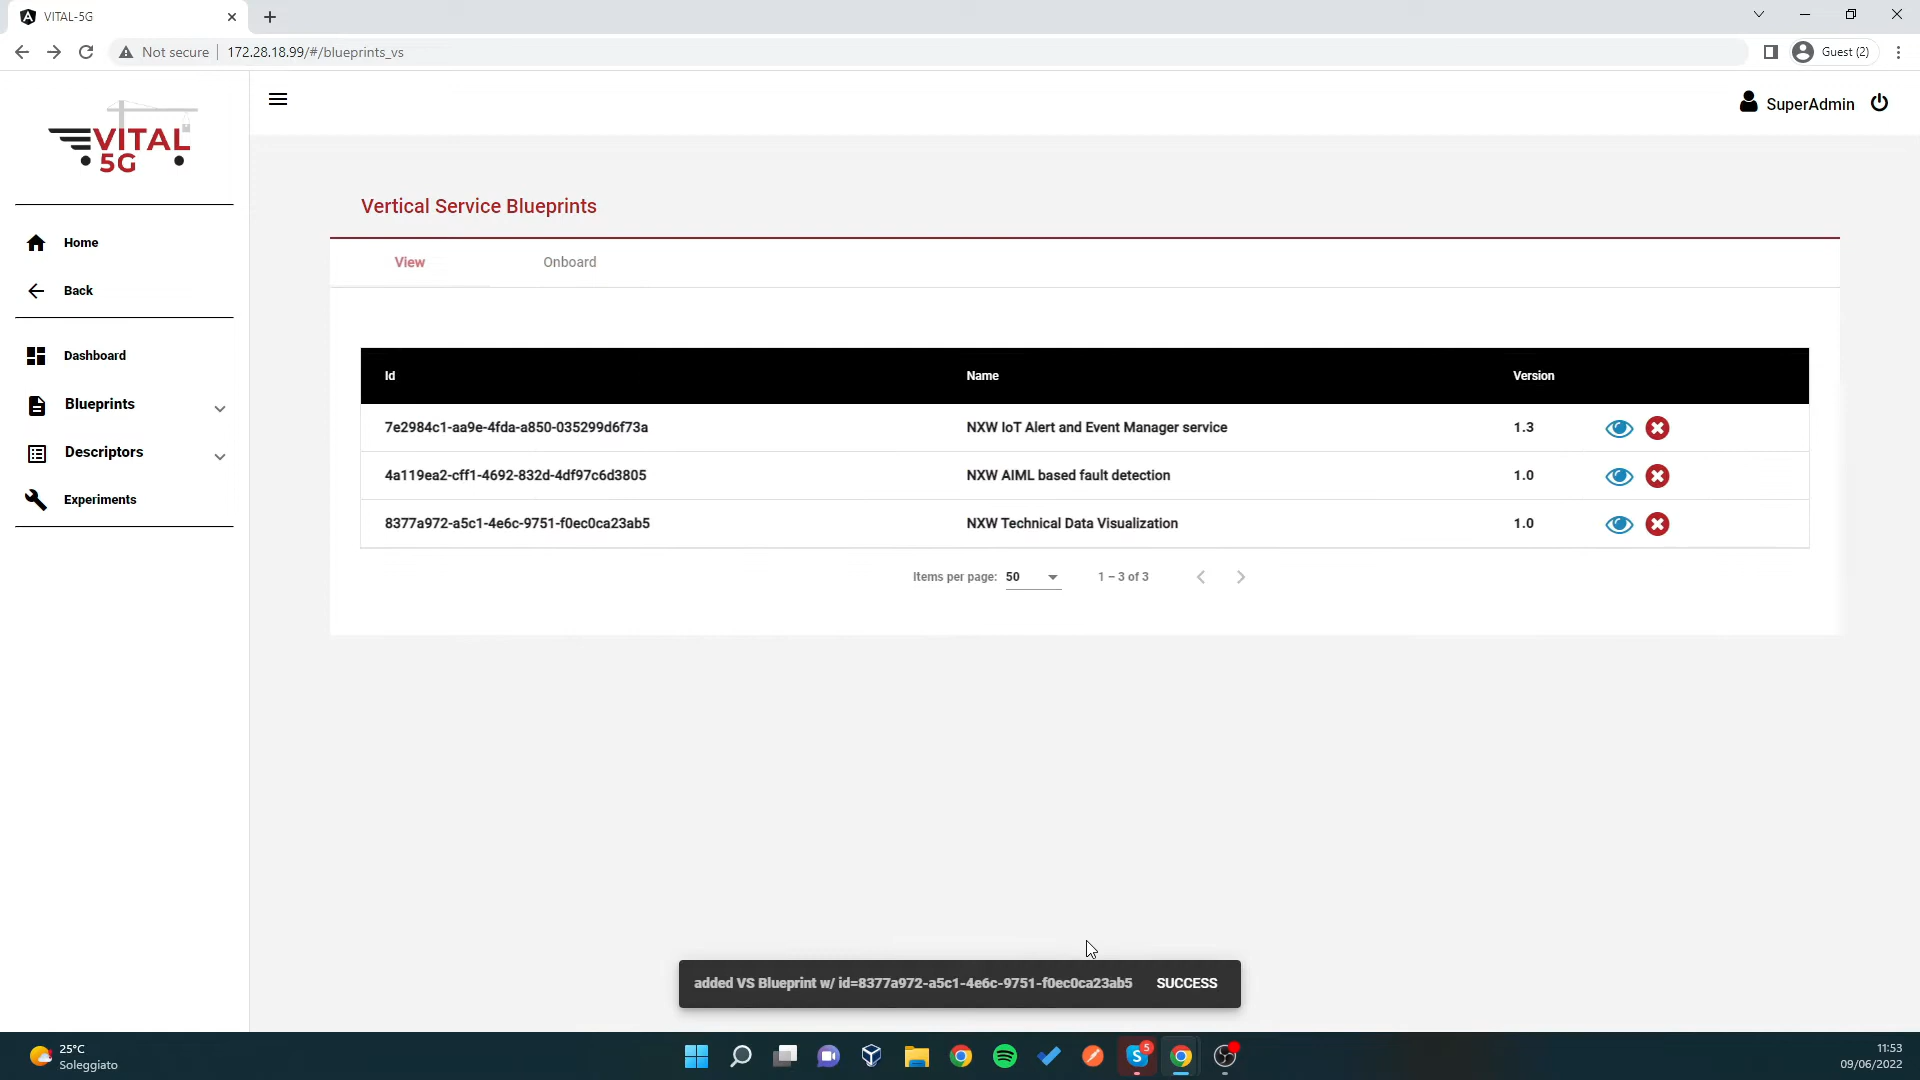 VITAL-5G
Not secure 172.28.18.99/#/blueprints_vs
Guest (2)
VITAL
5G
SuperAdmin
Home
Back
Dashboard
Blueprints
Descriptors
Experiments
Vertical Service Blueprints
View Onboard
Id Name Version
7e2984c1-aa9e-4fda-a850-035299d6f73a NXW IoT Alert and Event Manager service 1.3
4a119ea2-cff1-4692-832d-4df97c6d3805 NXW AIML based fault detection 1.0
8377a972-a5c1-4e6c-9751-f0ec0ca23ab5 NXW Technical Data Visualization 1.0
Items per page: 50 1 – 3 of 3
added VS Blueprint w/ id=8377a972-a5c1-4e6c-9751-f0ec0ca23ab5 SUCCESS
25°C
Soleggiato
5
11:53
09/06/2022